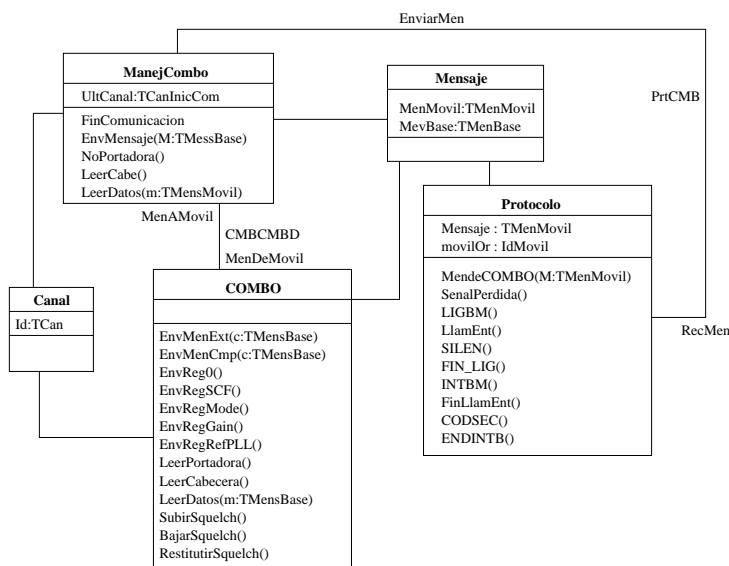 EnviarMen
ManejCombo
UltCanal:TCanInicCom
FinComunicacion
EnvMensaje(M:TMessBase)
NoPortadora()
LeerCabe()
LeerDatos(m:TMensMovil)
Mensaje
MenMovil:TMenMovil
MevBase:TMenBase
PrtCMB
MenAMovil
CMBCMBD
MenDeMovil
Protocolo
Mensaje : TMenMovil
movilOr : IdMovil
MendeCOMBO(M:TMenMovil)
SenalPerdida()
LIGBM()
LlamEnt()
SILEN()
FIN_LIG()
INTBM()
FinLlamEnt()
CODSEC()
ENDINTB()
RecMen
Canal
Id:TCan
COMBO
EnvMenExt(c:TMensBase)
EnvMenCmp(c:TMensBase)
EnvReg0()
EnvRegSCF()
EnvRegMode()
EnvRegGain()
EnvRegRefPLL()
LeerPortadora()
LeerCabecera()
LeerDatos(m:TMensBase)
SubirSquelch()
BajarSquelch()
RestitutirSquelch()